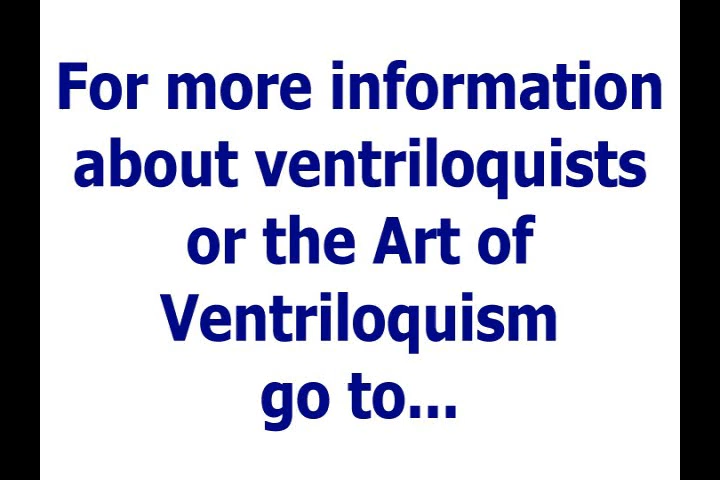 For more information
about ventriloquists
or the Art of
Ventriloquism
go to...